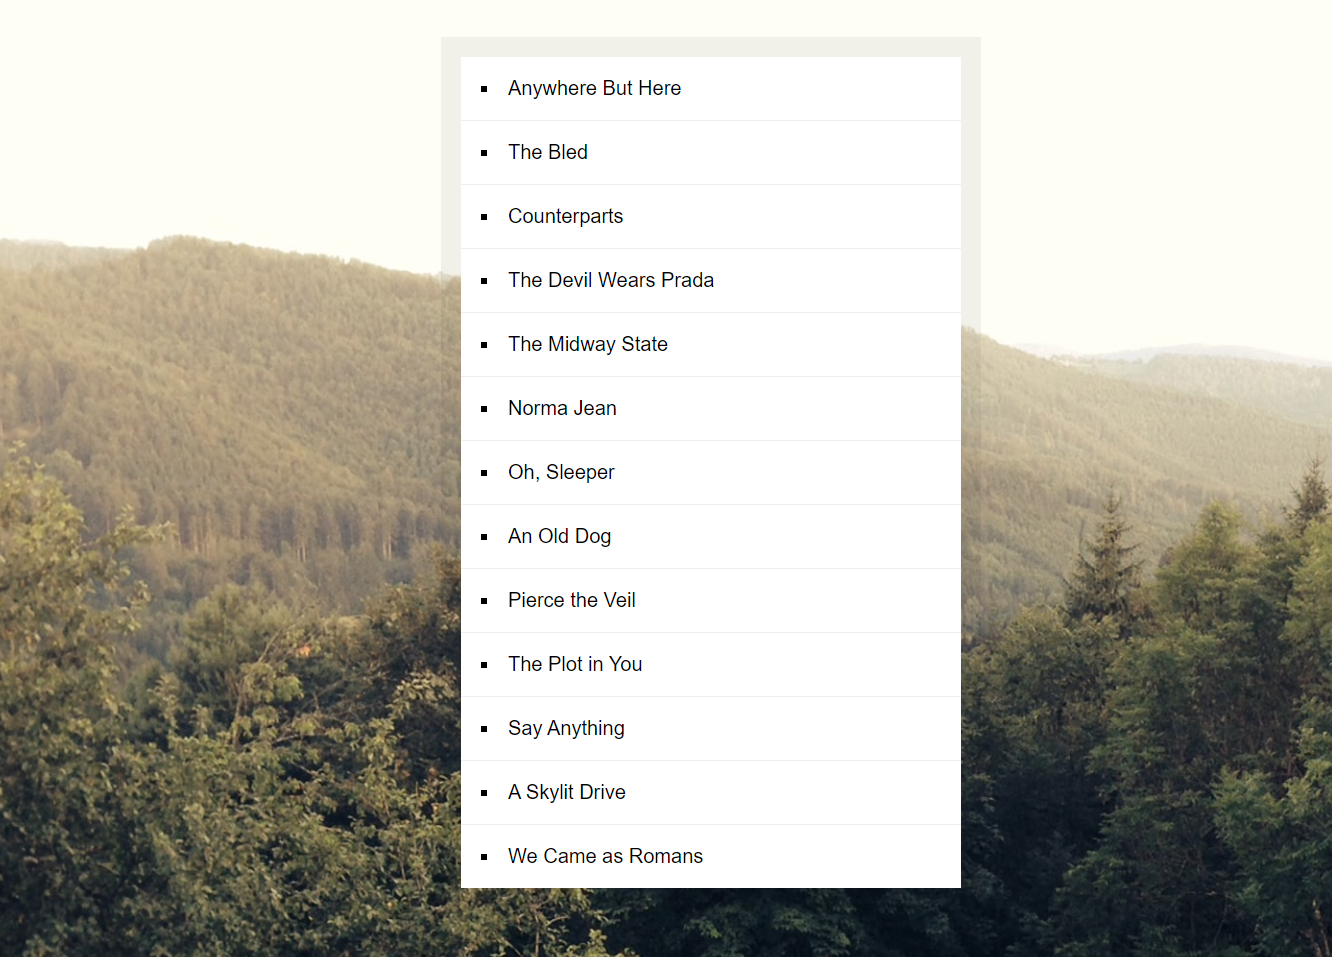 Anywhere But Here
The Bled
Counterparts
The Devil Wears Prada
The Midway State
Norma Jean
Oh, Sleeper
An Old Dog
Pierce the Veil
The Plot in You
Say Anything
A Skylit Drive
We Came as Romans